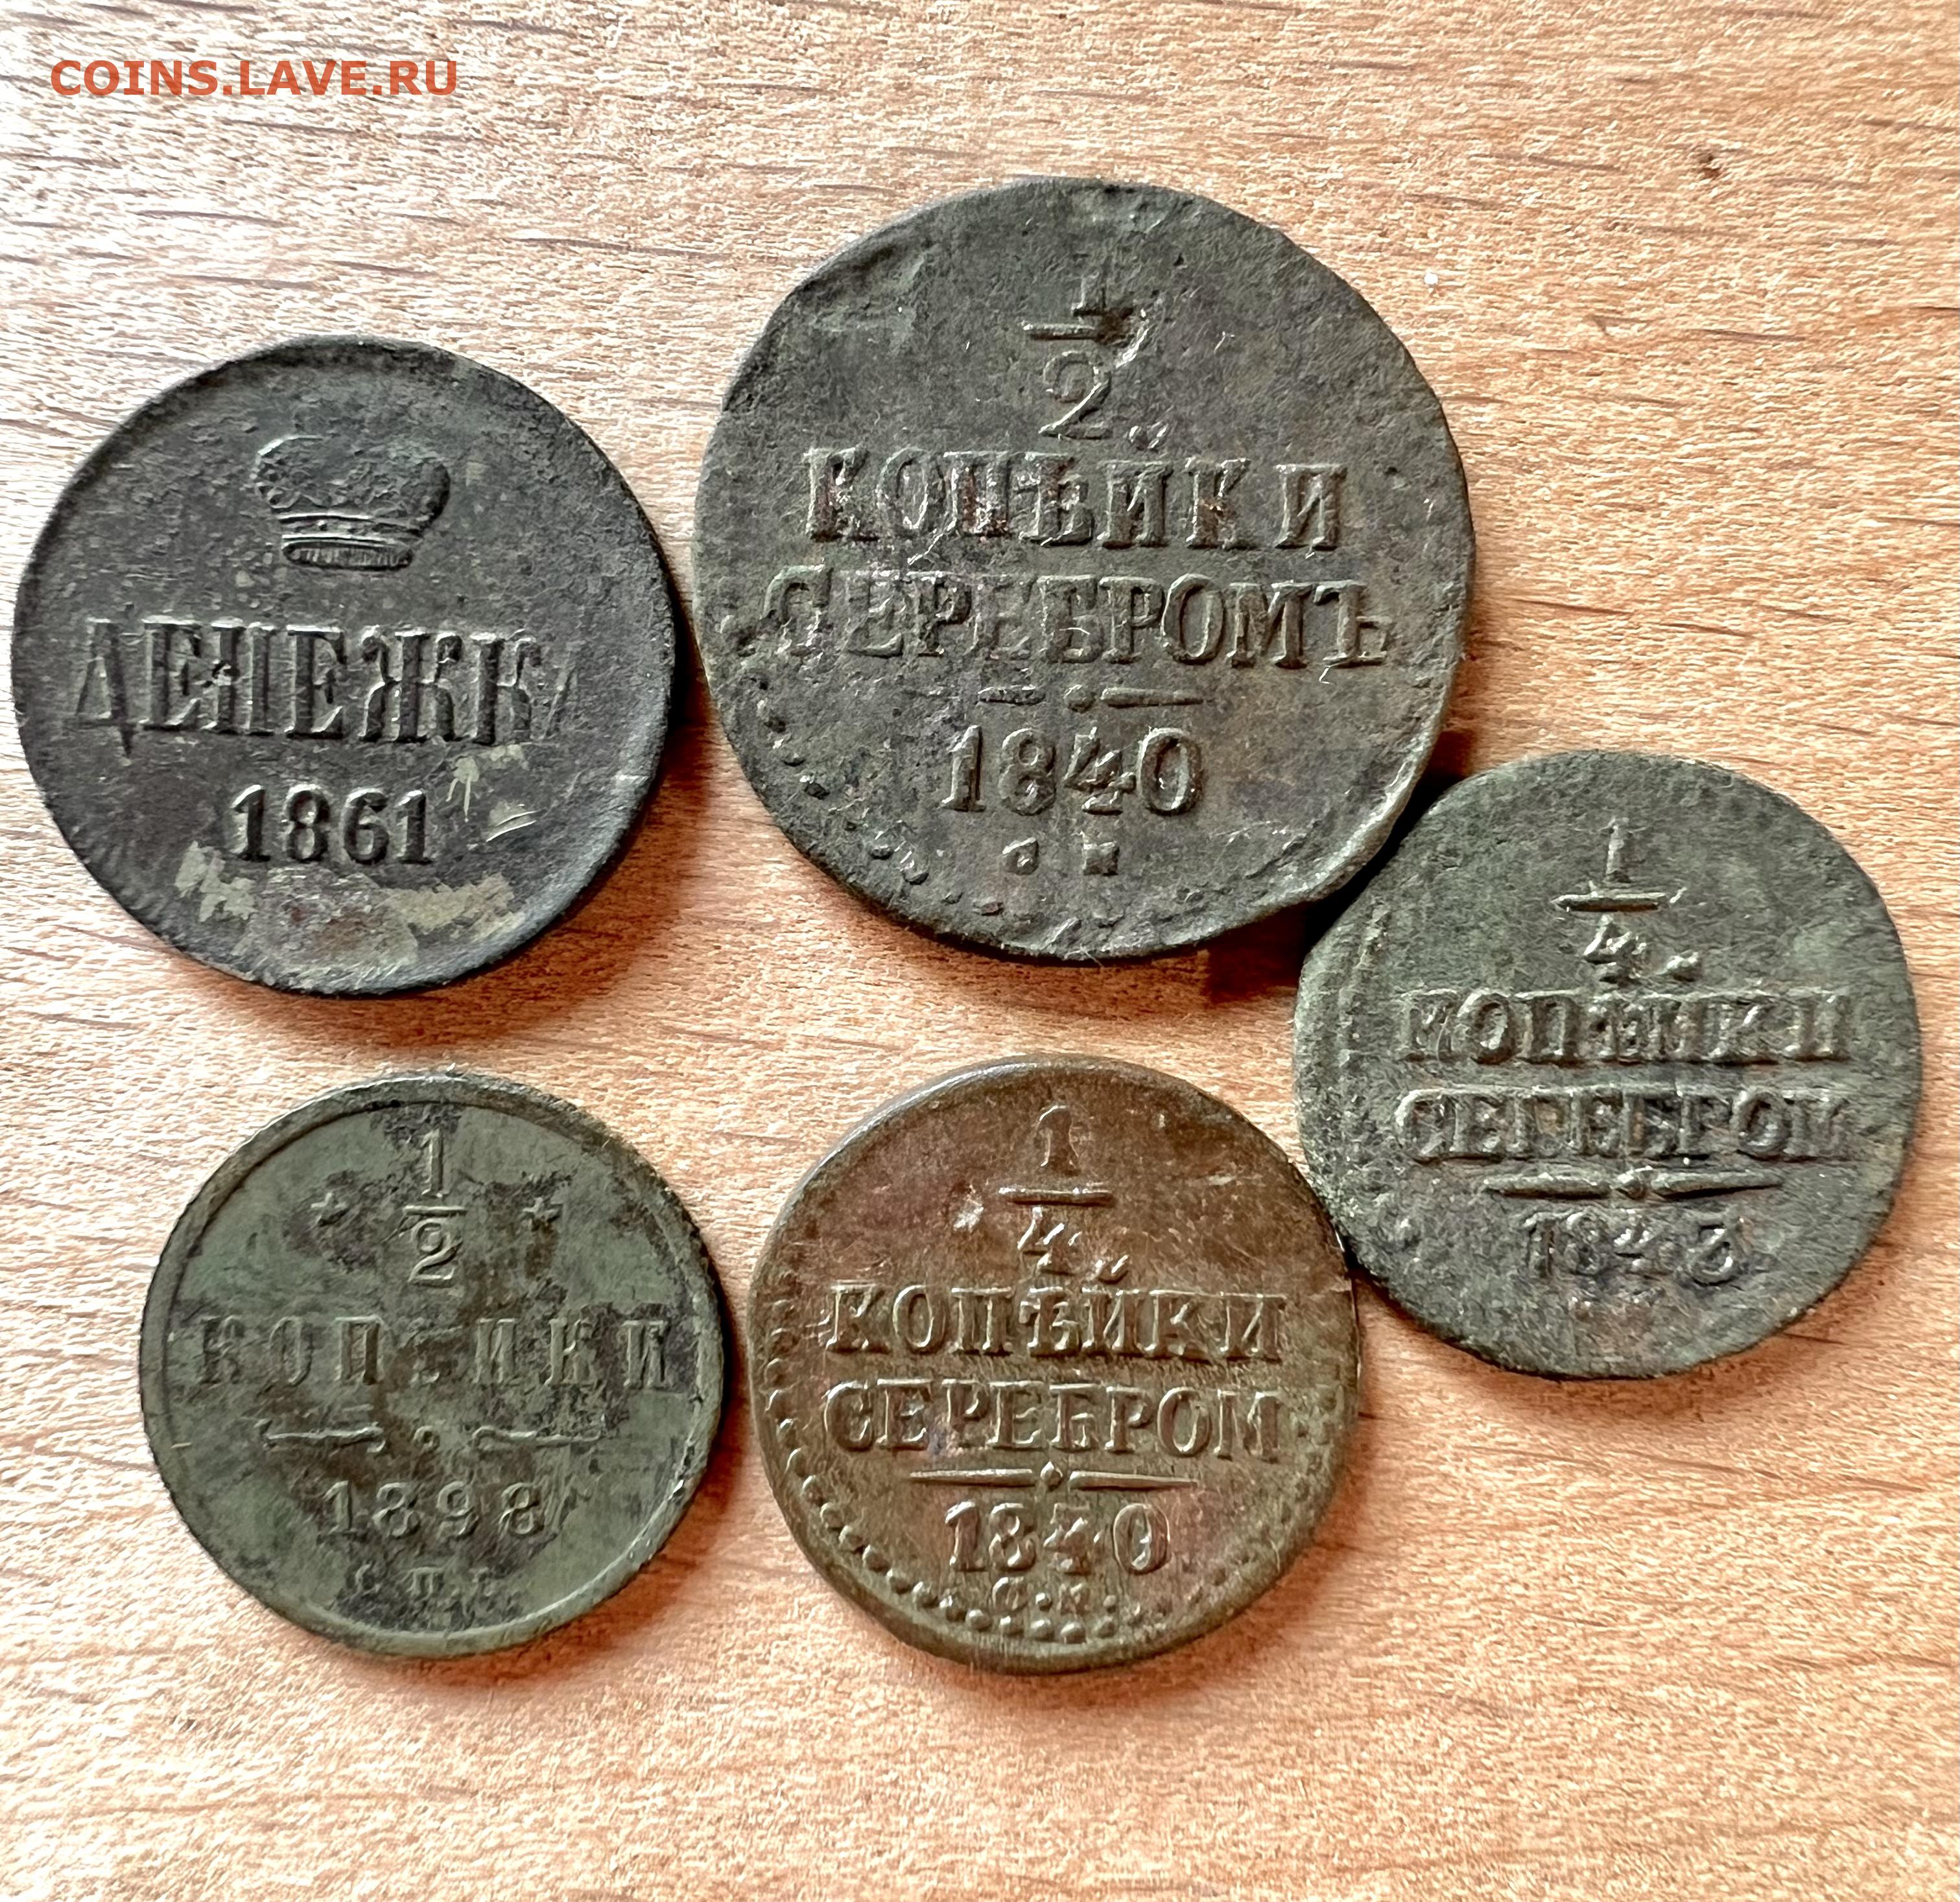 COINS.LAVE.RU
ДЕНЕЖКА
1861
1
2
КОПѢЙКИ
СЕРЕБРОМЪ
1840
С М
1
4
КОПѢЙКИ
СЕРЕБРОМ
1843
1
2
КОПѢЙКИ
1898
С.П.Б.
1
4
КОПѢЙКИ
СЕРЕБРОМ
1840